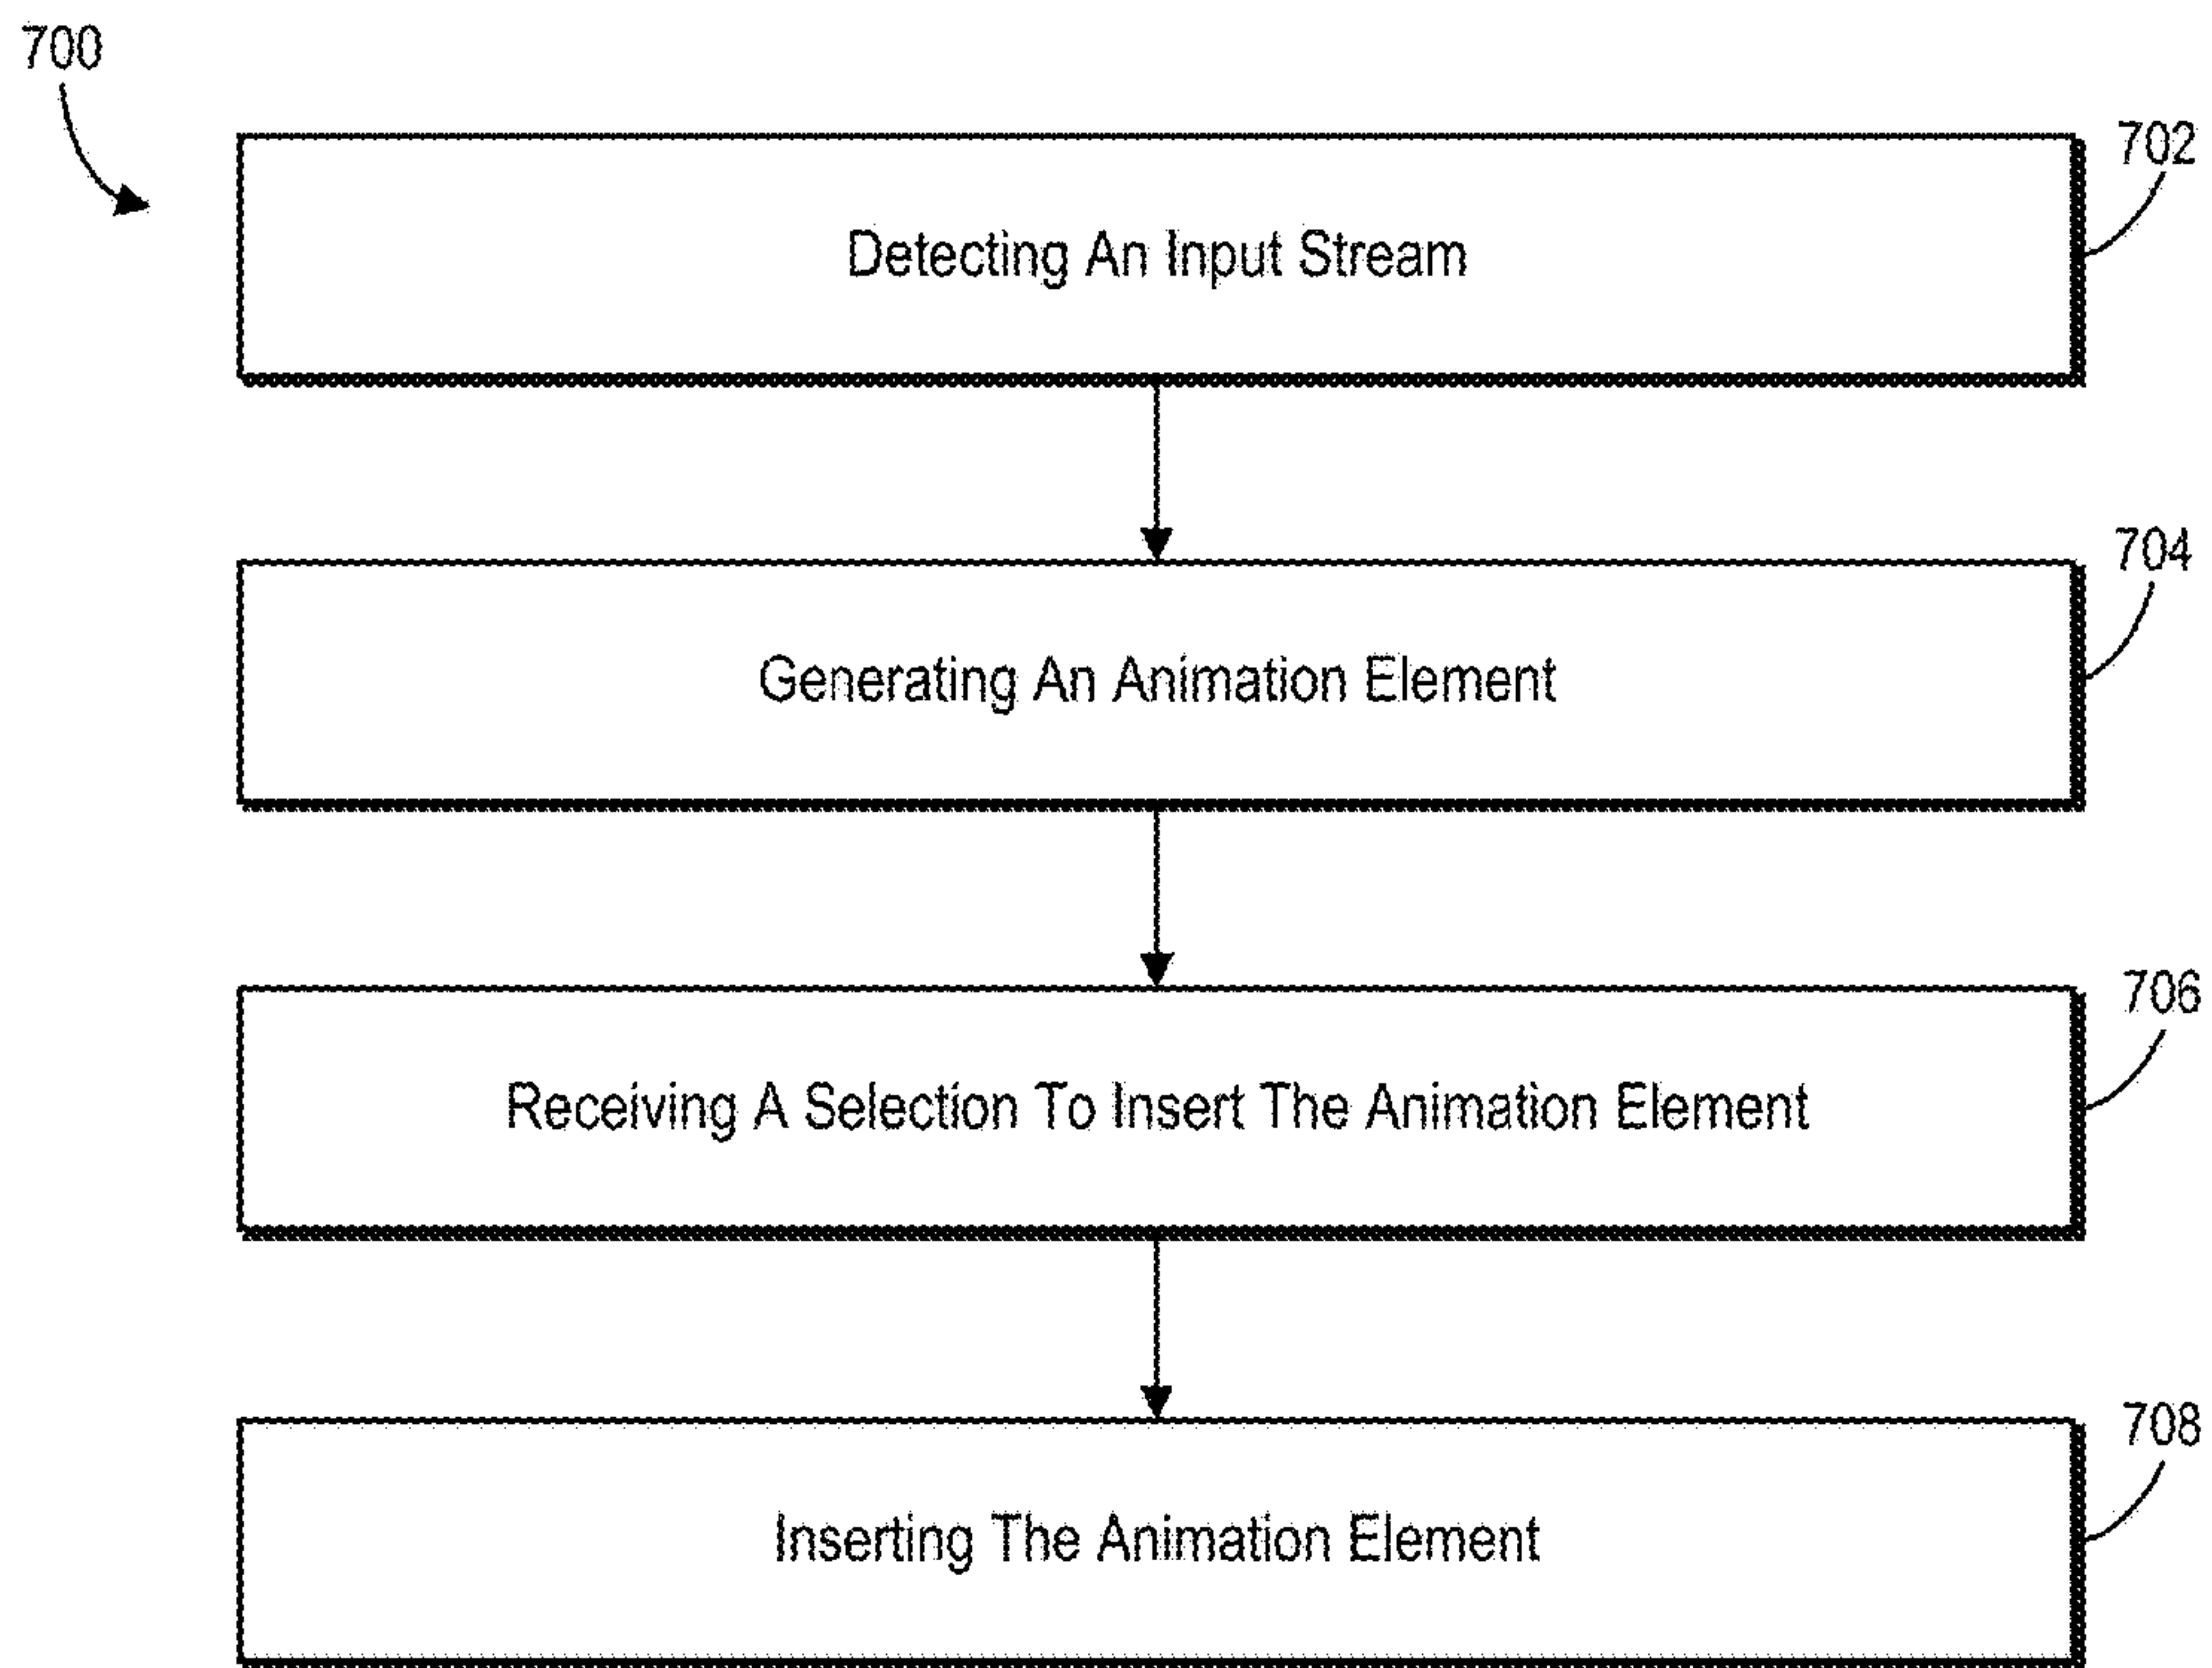 700
702
Detecting An Input Stream
704
Generating An Animation Element
706
Receiving A Selection To Insert The Animation Element
708
Inserting The Animation Element